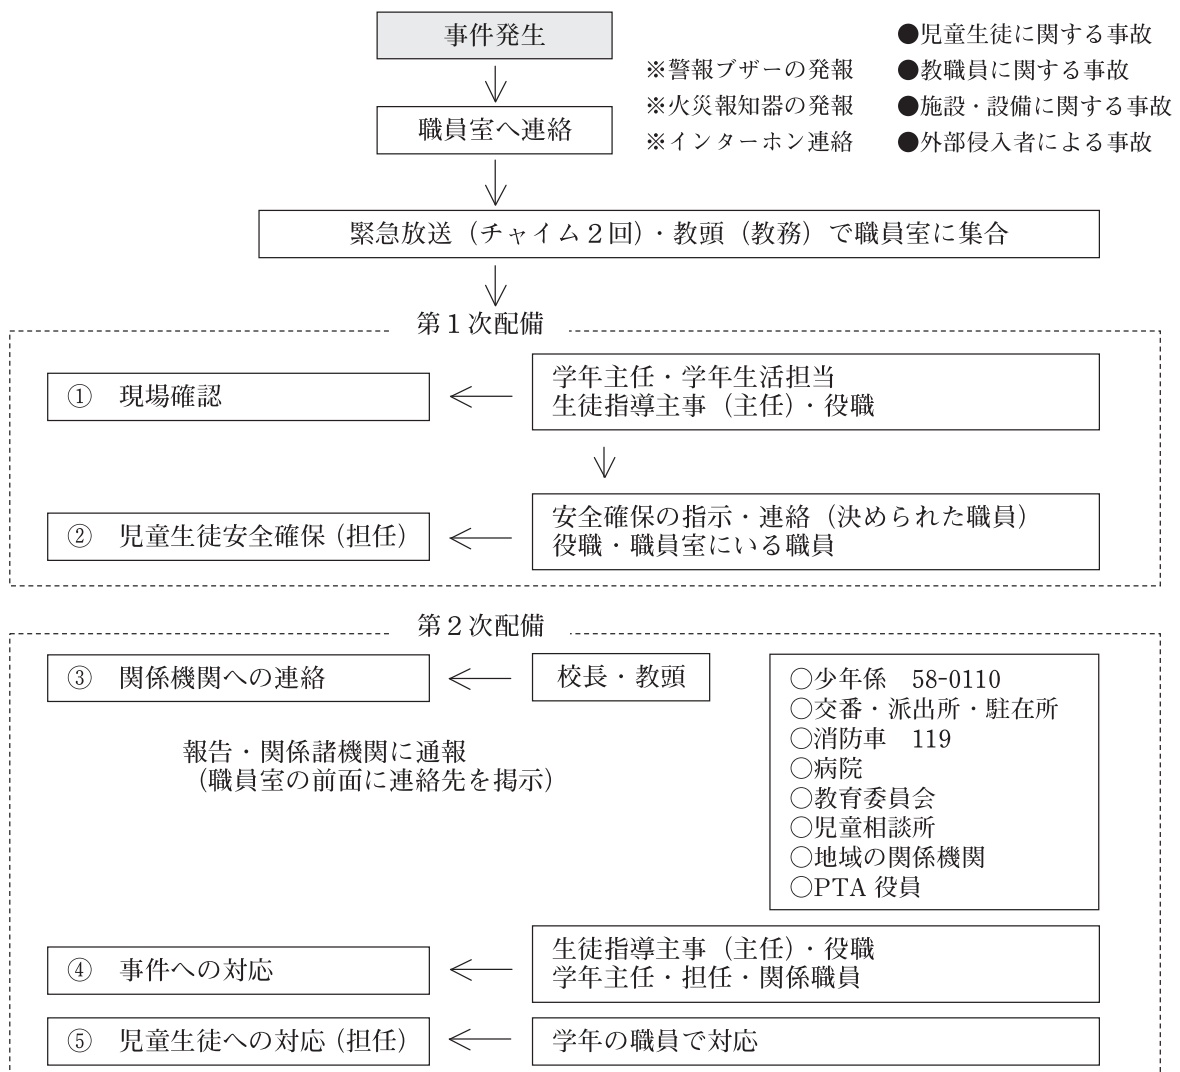 事件発生
●児童生徒に関する事故
※警報ブザーの発報
●教職員に関する事故
※火災報知器の発報
●施設・設備に関する事故
職員室へ連絡
※インターホン連絡
●外部侵入者による事故
緊急放送（チャイム２回）・教頭（教務）で職員室に集合
第１次配備
① 現場確認
学年主任・学年生活担当
生徒指導主事（主任）・役職
② 児童生徒安全確保（担任）
安全確保の指示・連絡（決められた職員）
役職・職員室にいる職員
第２次配備
③ 関係機関への連絡
校長・教頭
報告・関係諸機関に通報
（職員室の前面に連絡先を掲示）
○少年係 58-0110
○交番・派出所・駐在所
○消防車 119
○病院
○教育委員会
○児童相談所
○地域の関係機関
○PTA 役員
④ 事件への対応
生徒指導主事（主任）・役職
学年主任・担任・関係職員
⑤ 児童生徒への対応（担任）
学年の職員で対応